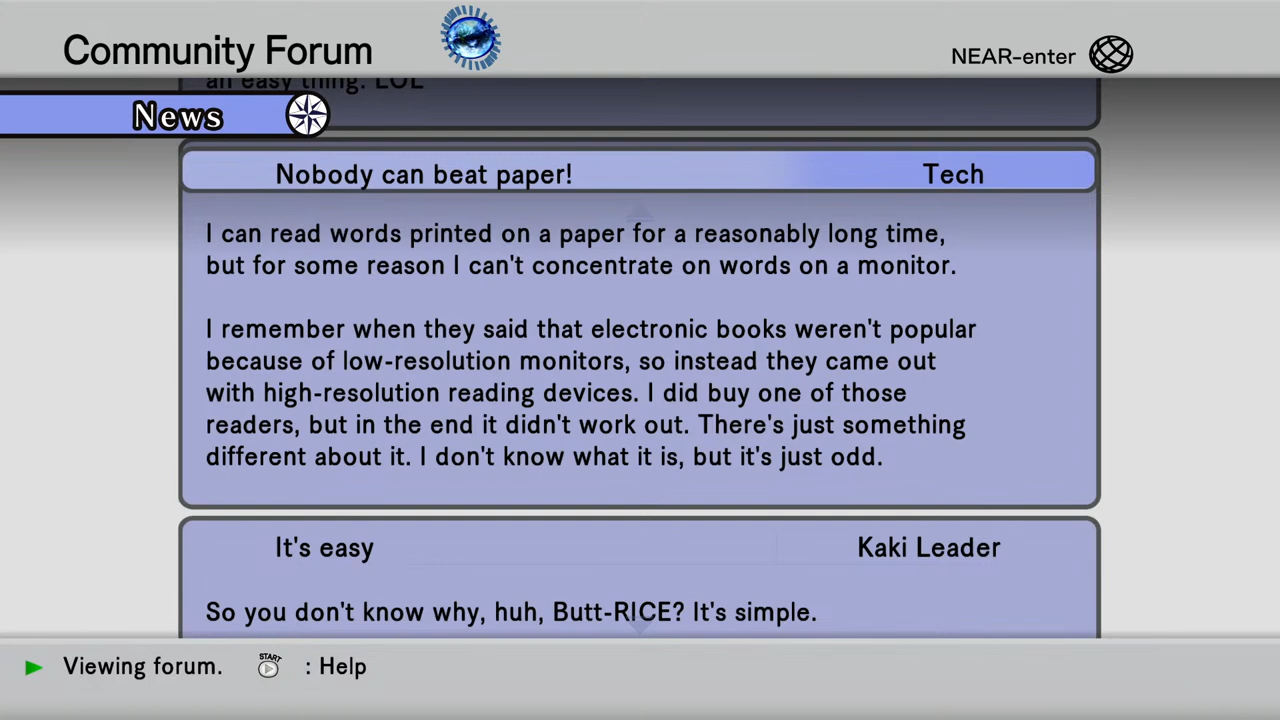 Community Forum
NEAR-enter
an easy thing. LOL
News
Nobody can beat paper!
Tech
I can read words printed on a paper for a reasonably long time,
but for some reason I can't concentrate on words on a monitor.
I remember when they said that electronic books weren't popular
because of low-resolution monitors, so instead they came out
with high-resolution reading devices. I did buy one of those
readers, but in the end it didn't work out. There's just something
different about it. I don't know what it is, but it's just odd.
It's easy
Kaki Leader
So you don't know why, huh, Butt-RICE? It's simple.
Viewing forum.
START
: Help